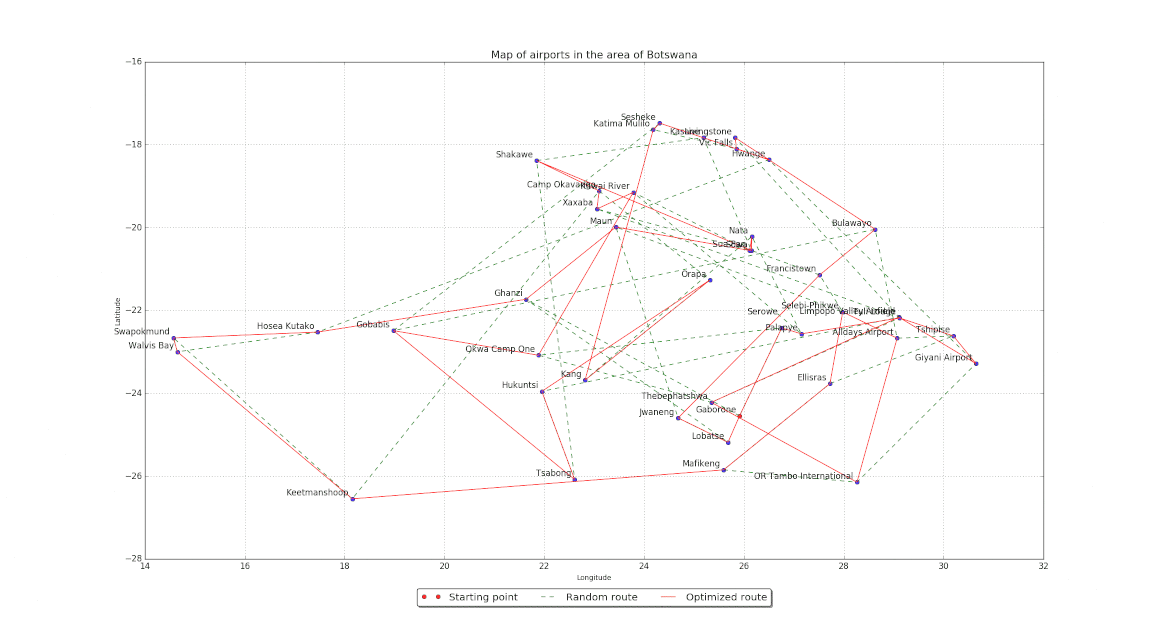 Map of airports in the area of Botswana
−16
−18
−20
−22
−24
−26
−28
Latitude
Sesheke
Katima Mulilo
Livingstone
Vic Falls
Hwange
Shakawe
Camp Okavango
Khwai River
Xaxaba
Maun
Bulawayo
Nata
Orapa
Francistown
Ghanzi
Selebi-Phikwe
Serowe
Hosea Kutako
Gobabis
Swapokmund
Palapye
Alldays Airport
Tshipise
Walvis Bay
Okwa Camp One
Giyani Airport
Kang
Ellisras
Hukuntsi
Thebephatshwa
Jwaneng
Gaborone
Lobatse
Mafikeng
Tsabong
OR Tambo International
Keetmanshoop
14
16
18
20
22
24
26
28
30
32
Longitude
Starting point
Random route
Optimized route